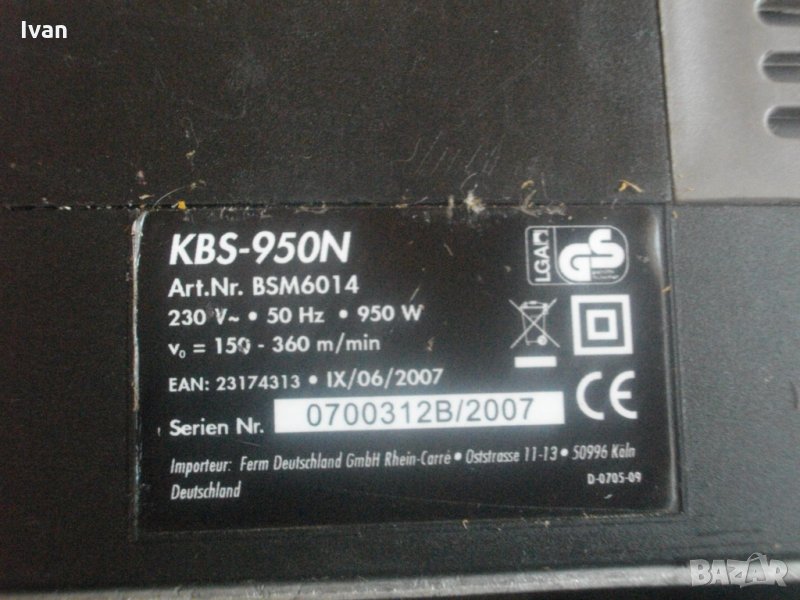 Ivan
KBS-950N
LGA
GS
Art.Nr. BSM6014
230 V~ • 50 Hz • 950 W
v₀ = 150 - 360 m/min
EAN: 23174313 • IX/06/2007
CE
Serien Nr. 0700312B/2007
Importeur: Ferm Deutschland GmbH Rhein-Carrè • Oststrasse 11-13 • 50996 Köln
Deutschland
D-0705-09
BAZAR